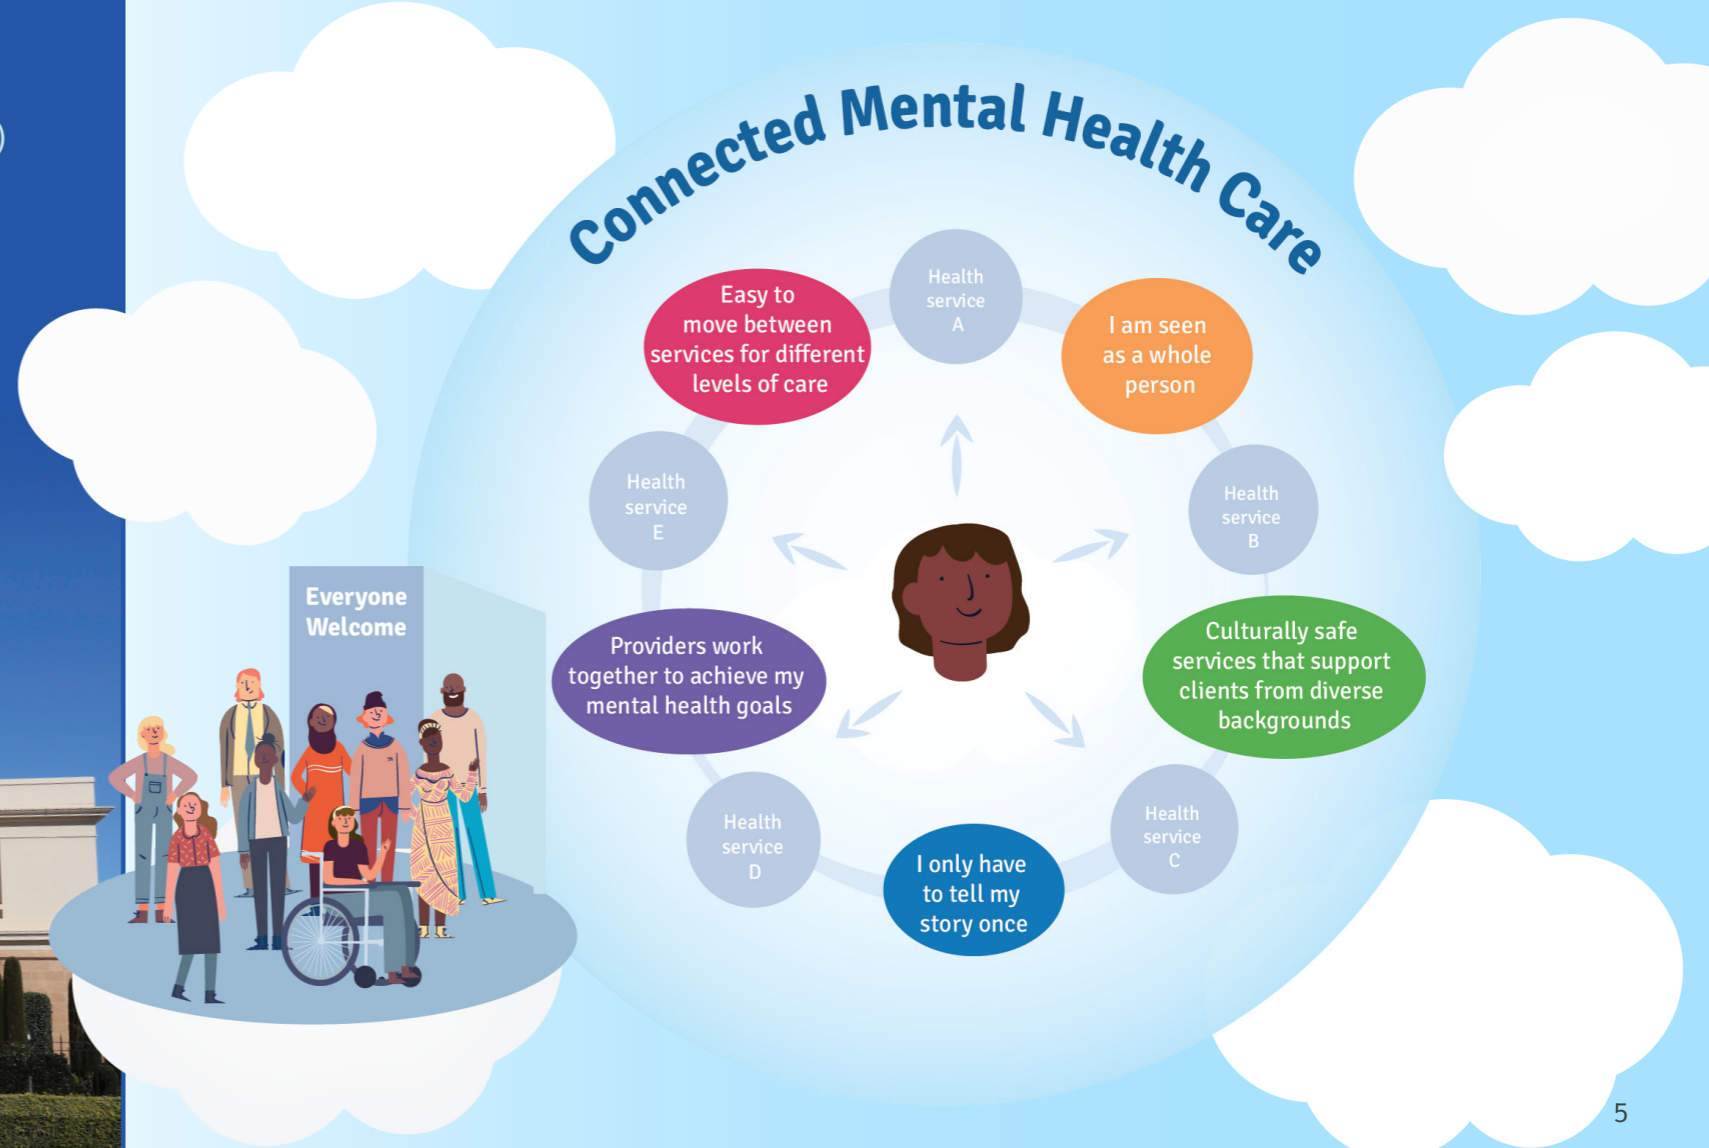 Connected Mental Health Care
Health
service
A
Easy to
move between
services for different
levels of care
I am seen
as a whole
person
Health
service
E
Health
service
B
Everyone
Welcome
Providers work
together to achieve my
mental health goals
Culturally safe
services that support
clients from diverse
backgrounds
Health
service
D
Health
service
C
I only have
to tell my
story once
5